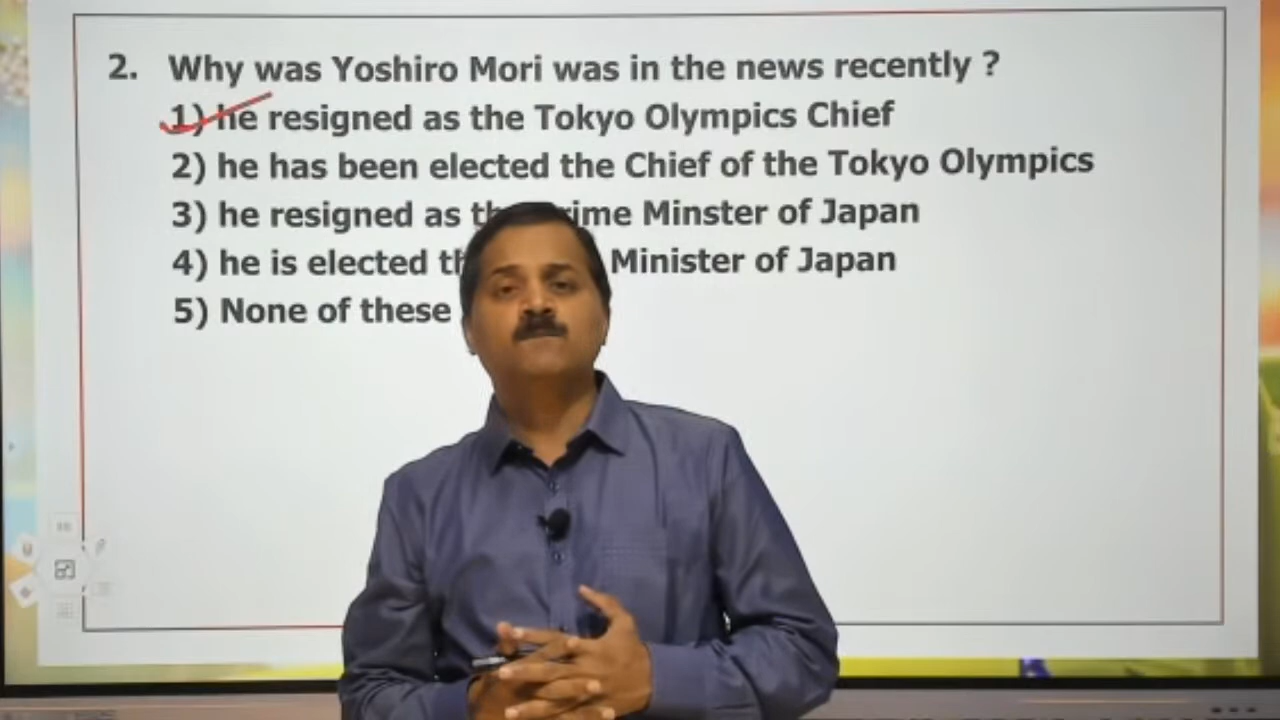 2. Why was Yoshiro Mori was in the news recently ?
1) he resigned as the Tokyo Olympics Chief
2) he has been elected the Chief of the Tokyo Olympics
3) he resigned as Minster of Japan
4) he is elected Minister of Japan
5) None of these